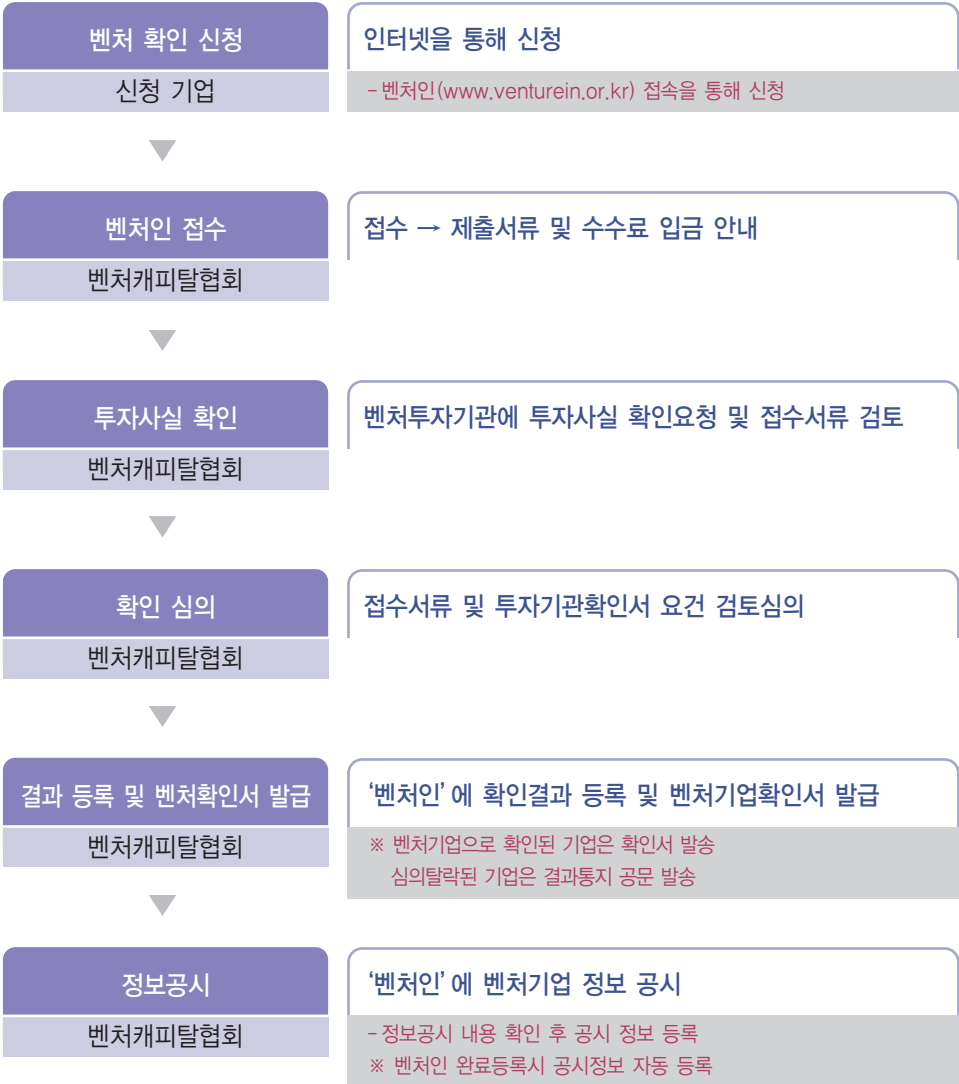 벤처 확인 신청
신청 기업
인터넷을 통해 신청
- 벤처인(www.venturein.or.kr) 접속을 통해 신청
벤처인 접수
벤처캐피탈협회
접수 → 제출서류 및 수수료 입금 안내
투자사실 확인
벤처캐피탈협회
벤처투자기관에 투자사실 확인요청 및 접수서류 검토
확인 심의
벤처캐피탈협회
접수서류 및 투자기관확인서 요건 검토심의
결과 등록 및 벤처확인서 발급
벤처캐피탈협회
‘벤처인’에 확인결과 등록 및 벤처기업확인서 발급
※ 벤처기업으로 확인된 기업은 확인서 발송
심의탈락된 기업은 결과통지 공문 발송
정보공시
벤처캐피탈협회
‘벤처인’에 벤처기업 정보 공시
- 정보공시 내용 확인 후 공시 정보 등록
※ 벤처인 완료등록시 공시정보 자동 등록